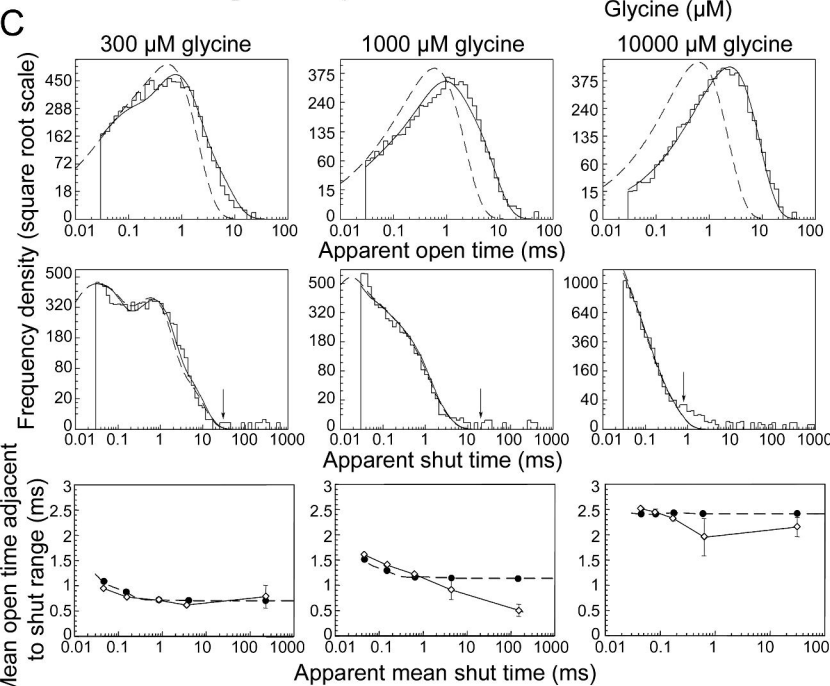 Glycine (µM)
C
300 µM glycine
1000 µM glycine
10000 µM glycine
Frequency density (square root scale)
450
288
162
72
18
0
0.01 0.1 1 10 100
375
240
135
60
15
0
0.01 0.1 1 10 100
375
240
135
60
15
0
0.01 0.1 1 10 100
Apparent open time (ms)
500
320
180
80
20
0
0.01 0.1 1 10 100 1000
500
320
180
80
20
0
0.01 0.1 1 10 100 1000
1000
640
360
160
40
0
0.01 0.1 1 10 100 1000
Apparent shut time (ms)
Mean open time adjacent
to shut range (ms)
3
2.5
2
1.5
1
0.5
0
0.01 0.1 1 10 100 1000
3
2.5
2
1.5
1
0.5
0
0.01 0.1 1 10 100 1000
3
2.5
2
1.5
1
0.5
0
0.01 0.1 1 10 100
Apparent mean shut time (ms)